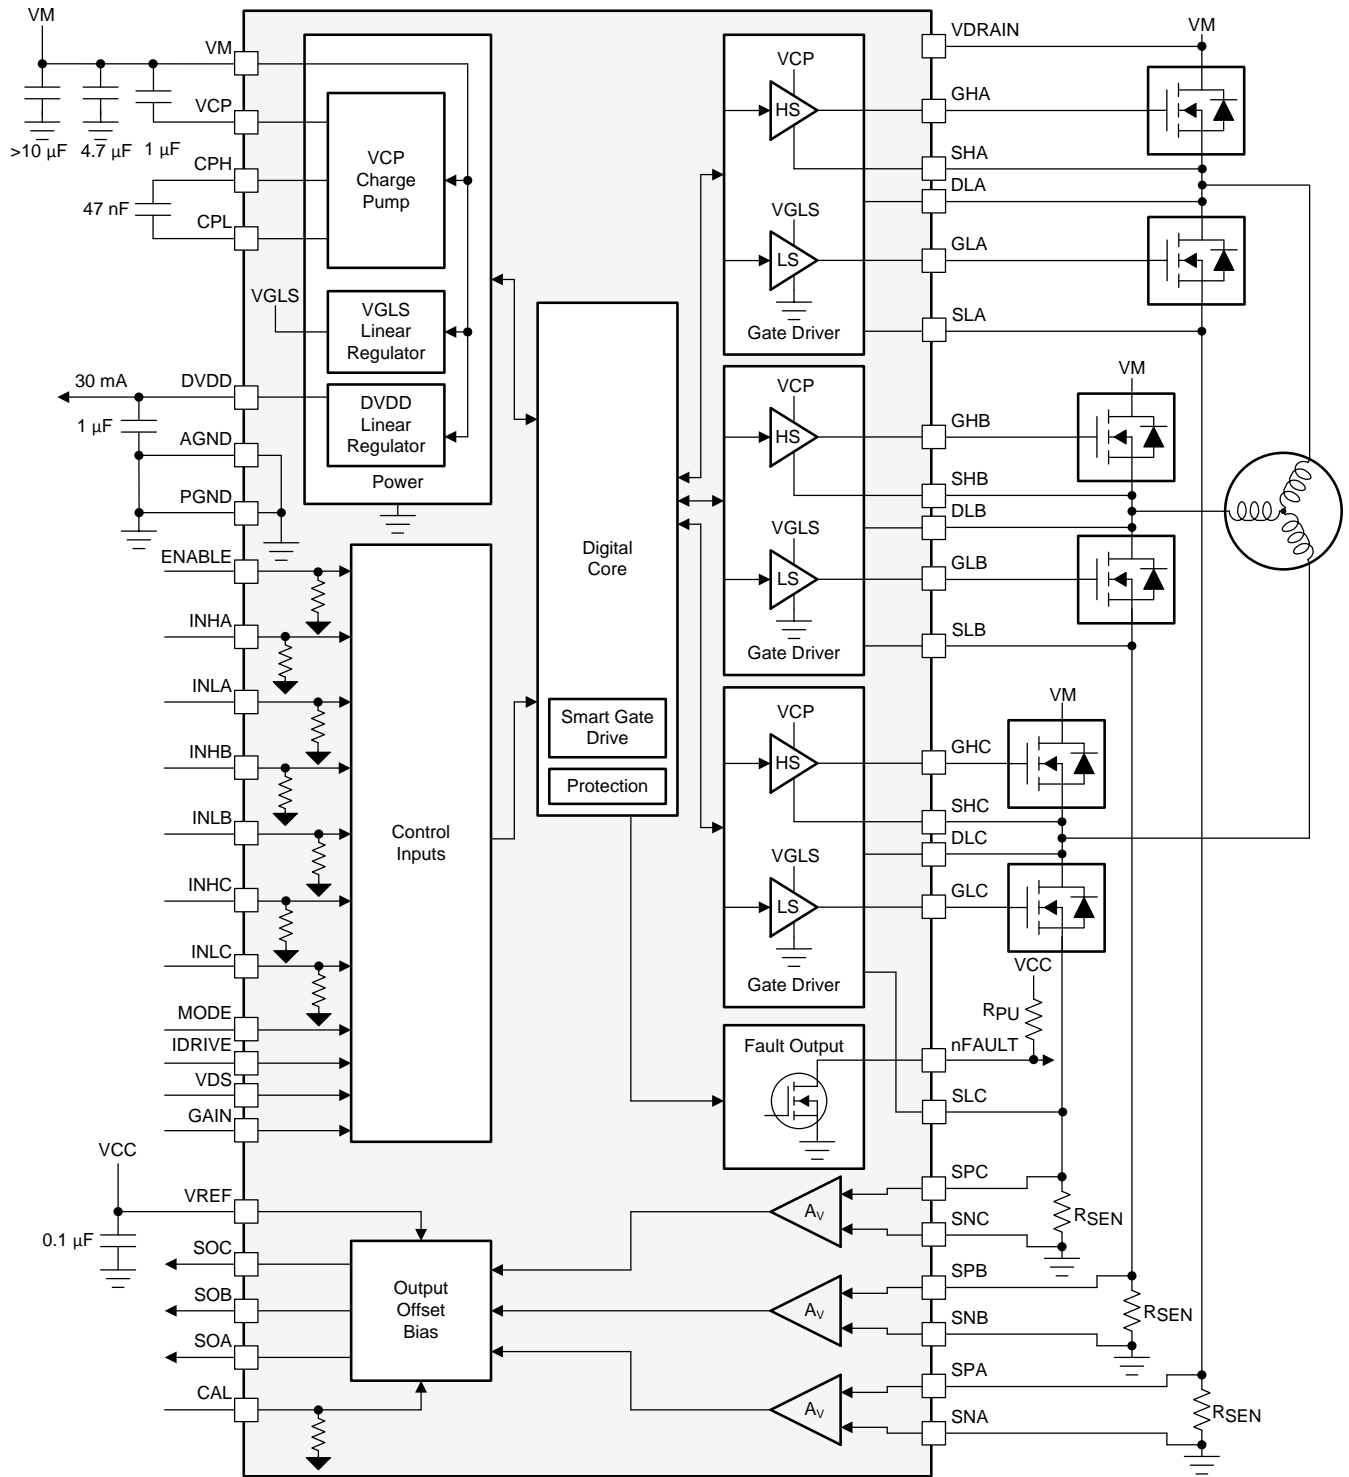 VM
VM
VCP
>10 µF
4.7 µF
1 µF
CPH
47 nF
CPL
VCP
Charge
Pump
VGLS
VGLS
Linear
Regulator
30 mA
DVDD
1 µF
DVDD
Linear
Regulator
AGND
Power
PGND
ENABLE
INHA
INLA
INHB
INLB
INHC
INLC
MODE
IDRIVE
VDS
GAIN
Control
Inputs
Digital
Core
Smart Gate
Drive
Protection
VCP
HS
VGLS
LS
Gate Driver
VCP
HS
VGLS
LS
Gate Driver
VCP
HS
VGLS
LS
Gate Driver
Fault Output
VDRAIN
VM
GHA
SHA
DLA
GLA
SLA
VM
GHB
SHB
DLB
GLB
SLB
VM
GHC
SHC
DLC
GLC
VCC
RPU
nFAULT
SLC
VCC
VREF
0.1 µF
SOC
SOB
SOA
CAL
Output
Offset
Bias
AV
AV
AV
SPC
SNC
RSEN
SPB
SNB
RSEN
SPA
SNA
RSEN